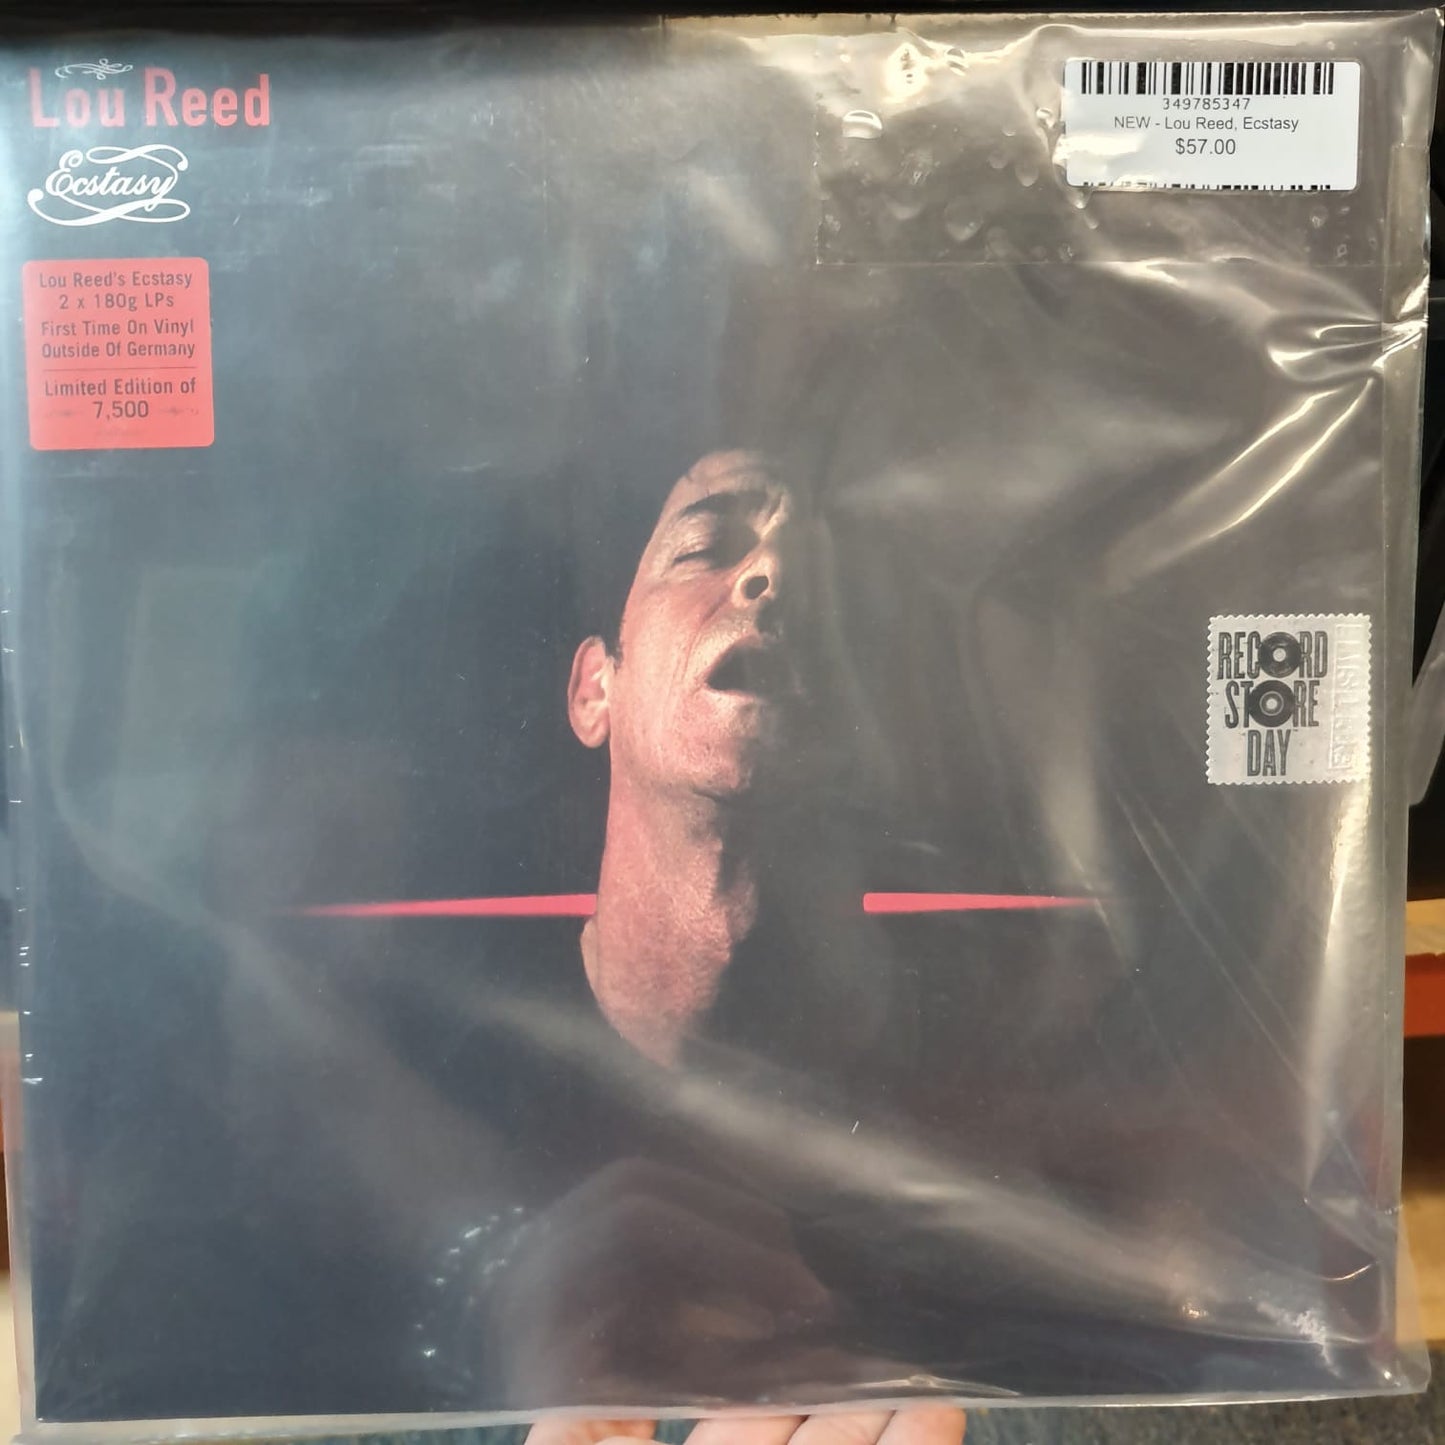 Lou Reed
Ecstasy
Lou Reed's Ecstasy
2 x 180g LPs
First Time On Vinyl
Outside Of Germany
Limited Edition of
7,500
349785347
NEW - Lou Reed, Ecstasy
$57.00
RECORD
STORE
DAY